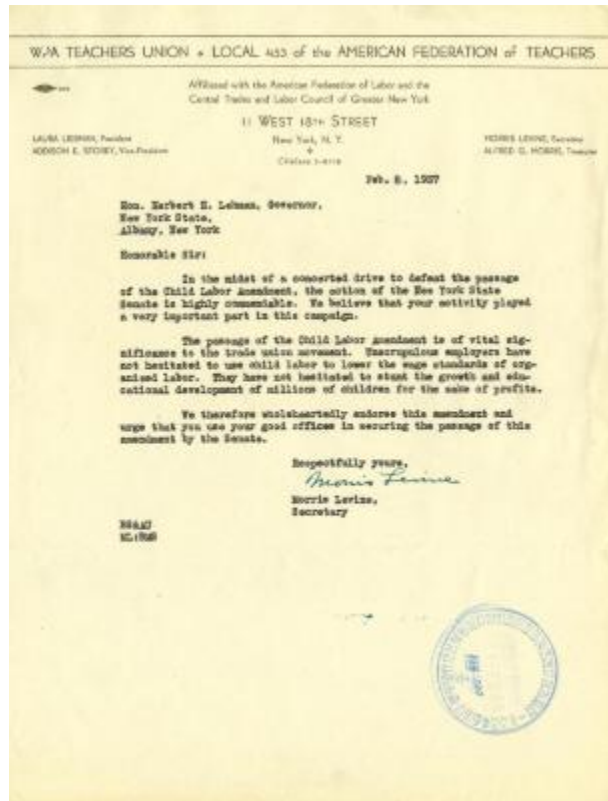 W.P.A TEACHERS UNION • LOCAL 453 of the AMERICAN FEDERATION of TEACHERS
Affiliated with the American Federation of Labor and the
Central Trades and Labor Council of Greater New York
11 WEST 18TH STREET
New York, N. Y.
LAURA LIEBMAN, President
ADDISON E. STOREY, Vice-President
MORRIS LEVINE, Secretary
ALFRED G. MORRIS, Treasurer
Feb. 8, 1937
Hon. Herbert H. Lehman, Governor,
New York State,
Albany, New York
Honorable Sir:
In the midst of a concerted drive to defeat the passage
of the Child Labor Amendment, the action of the New York State
Senate is highly commendable. We believe that your activity played
a very important part in this campaign.
The passage of the Child Labor Amendment is of vital sig-
nificance to the trade union movement. Unscrupulous employers have
not hesitated to use child labor to lower the wage standards of org-
anized labor. They have not hesitated to stunt the growth and edu-
cational development of millions of children for the sake of profits.
We therefore wholeheartedly endorse this amendment and
urge that you use your good offices in securing the passage of this
amendment by the Senate.
Respectfully yours,
Morris Levine
Morris Levine,
Secretary